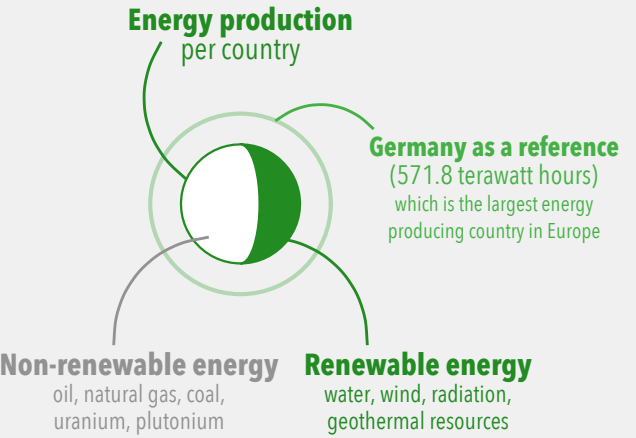 Energy production
per country
Germany as a reference
(571.8 terawatt hours)
which is the largest energy
producing country in Europe
Non-renewable energy
oil, natural gas, coal,
uranium, plutonium
Renewable energy
water, wind, radiation,
geothermal resources